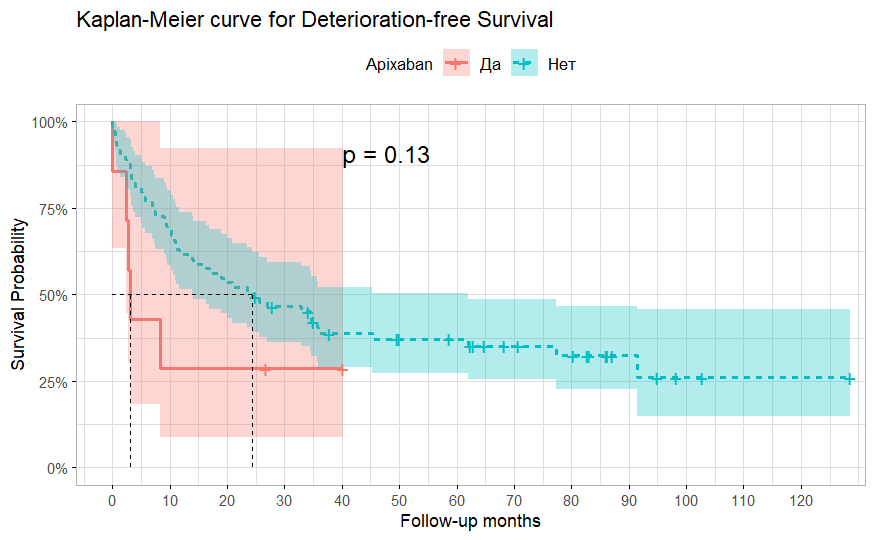 Kaplan-Meier curve for Deterioration-free Survival
Apixaban Да Нет
Survival Probability
100%
75%
50%
25%
0%
p = 0.13
0 10 20 30 40 50 60 70 80 90 100 110 120
Follow-up months